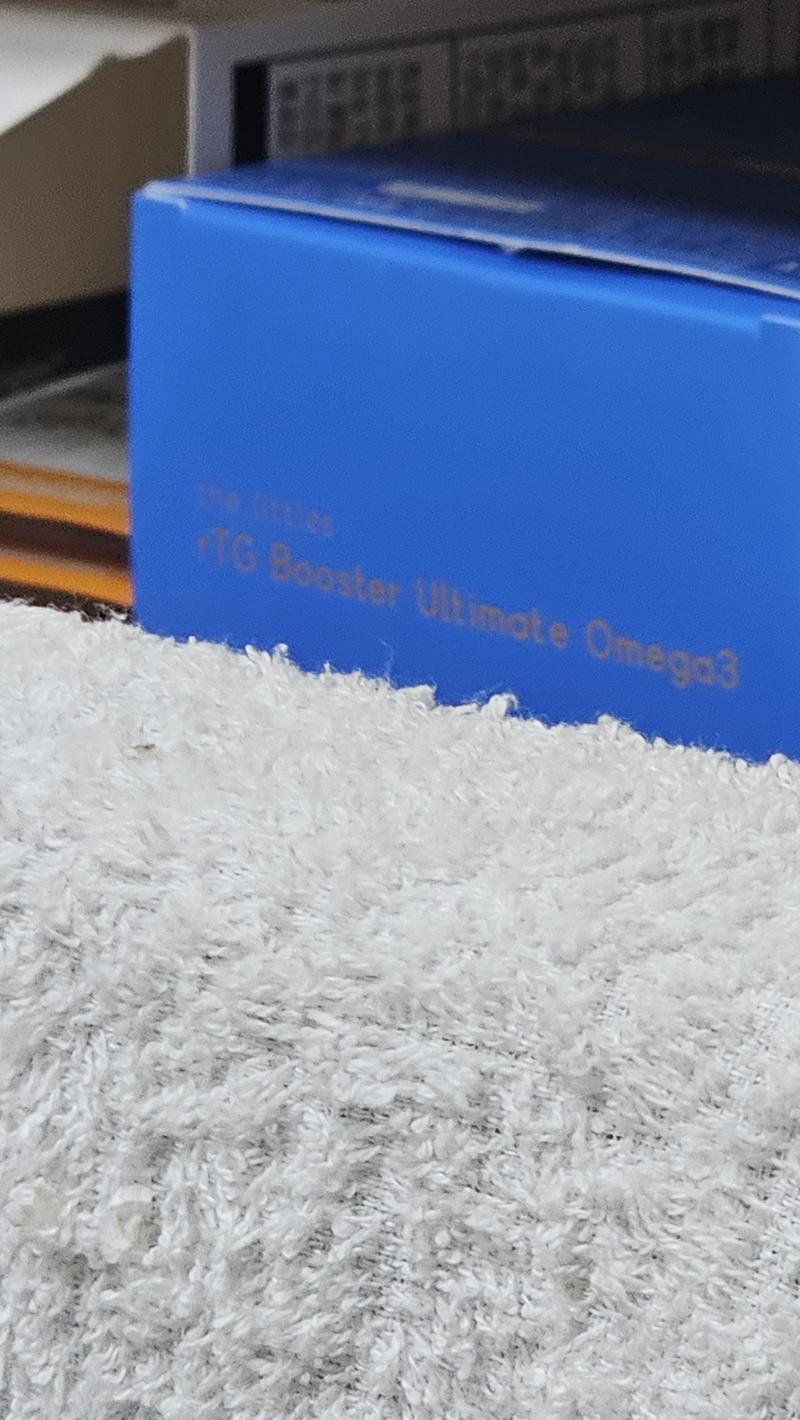 the littles
rTG Booster Ultimate Omega3